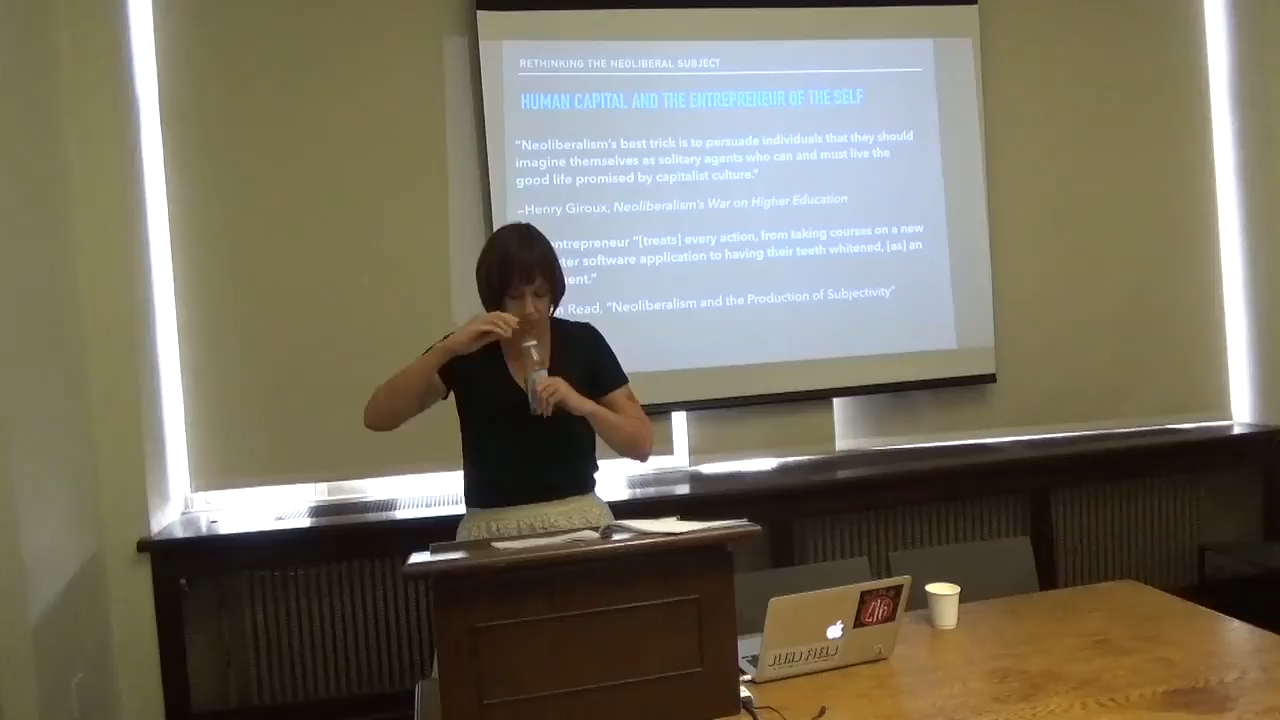 RETHINKING THE NEOLIBERAL SUBJECT
HUMAN CAPITAL AND THE ENTREPRENEUR OF THE SELF
"Neoliberalism's best trick is to persuade individuals that they should
imagine themselves as solitary agents who can and must live the
good life promised by capitalist culture."
—Henry Giroux, Neoliberalism's War on Higher Education
entrepreneur "[treats] every action, from taking courses on a new
software application to having their teeth whitened, [as] an
Read, "Neoliberalism and the Production of Subjectivity"
BLIND FIELD